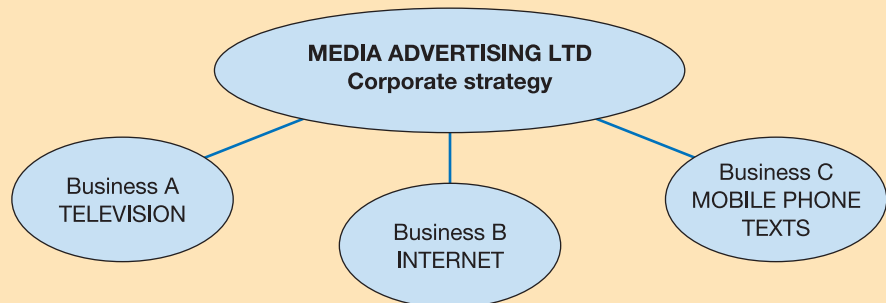 MEDIA ADVERTISING LTD
Corporate strategy
Business A
TELEVISION
Business B
INTERNET
Business C
MOBILE PHONE
TEXTS